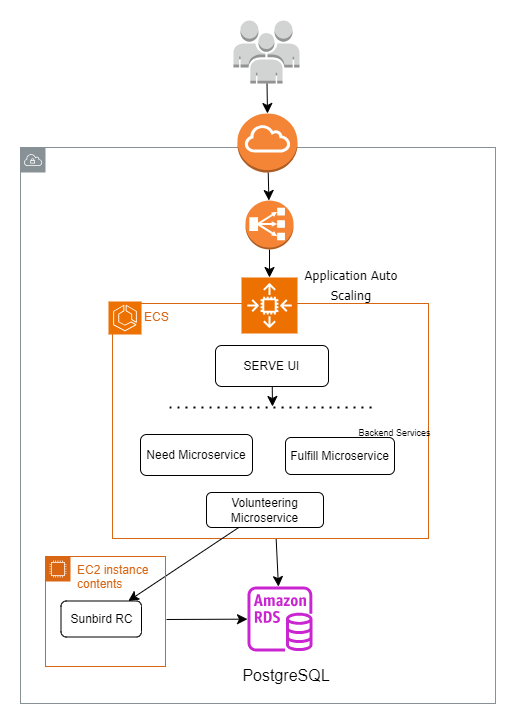 Application Auto
Scaling
ECS
SERVE UI
Backend Services
Need Microservice
Fulfill Microservice
Volunteering
Microservice
EC2 instance
contents
Sunbird RC
Amazon
RDS
PostgreSQL